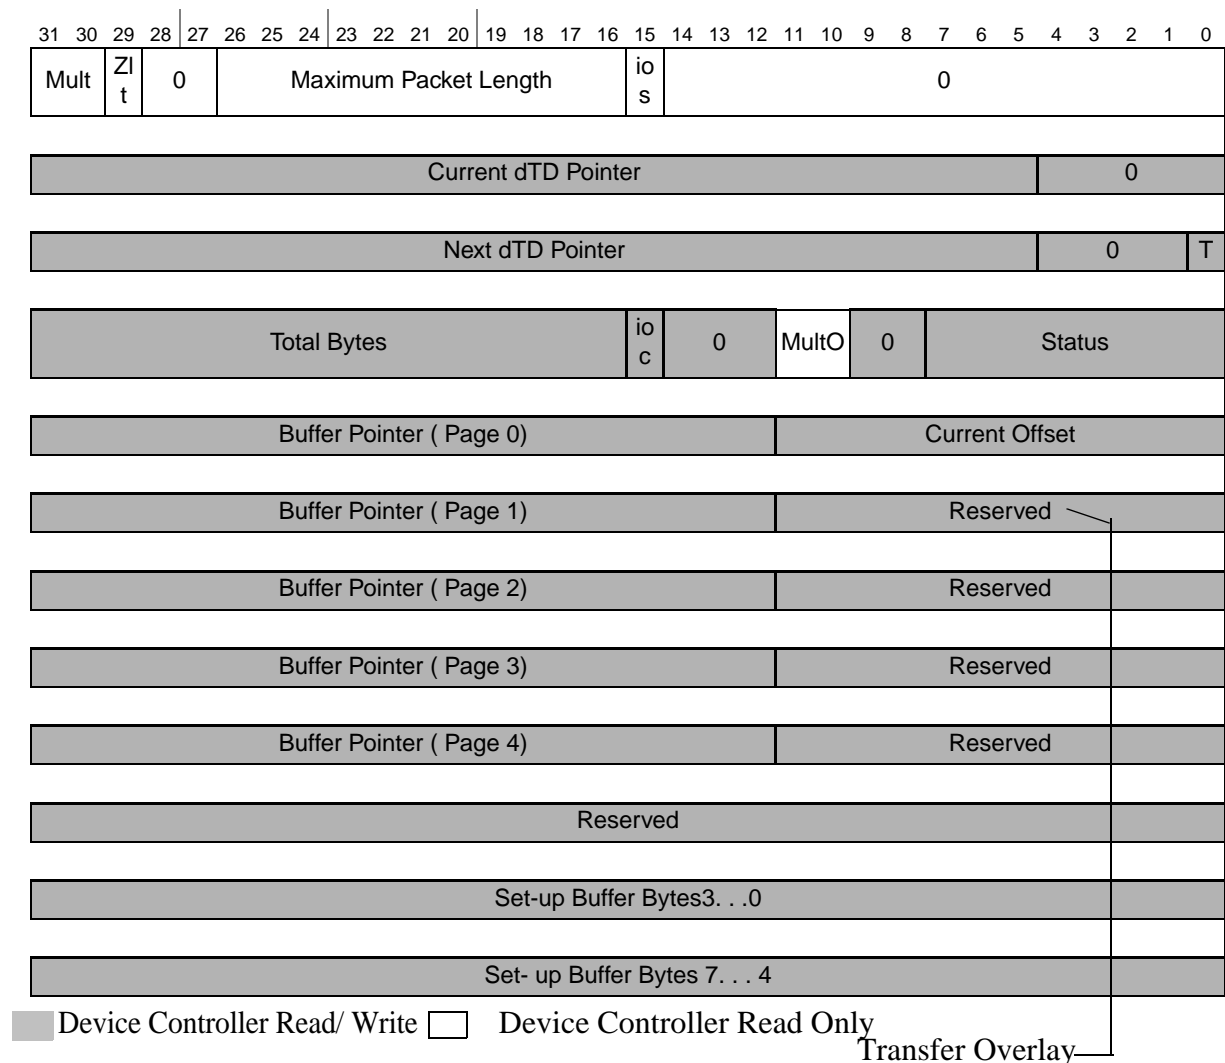 31 30 29 28 27 26 25 24 23 22 21 20 19 18 17 16 15 14 13 12 11 10 9 8 7 6 5 4 3 2 1 0
Mult Zl t 0 Maximum Packet Length io s 0
Current dTD Pointer 0
Next dTD Pointer 0 T
Total Bytes io c 0 MultO 0 Status
Buffer Pointer ( Page 0) Current Offset
Buffer Pointer ( Page 1) Reserved
Buffer Pointer ( Page 2) Reserved
Buffer Pointer ( Page 3) Reserved
Buffer Pointer ( Page 4) Reserved
Reserved
Set-up Buffer Bytes3. . .0
Set- up Buffer Bytes 7. . . 4
Device Controller Read/ Write Device Controller Read Only
Transfer Overlay